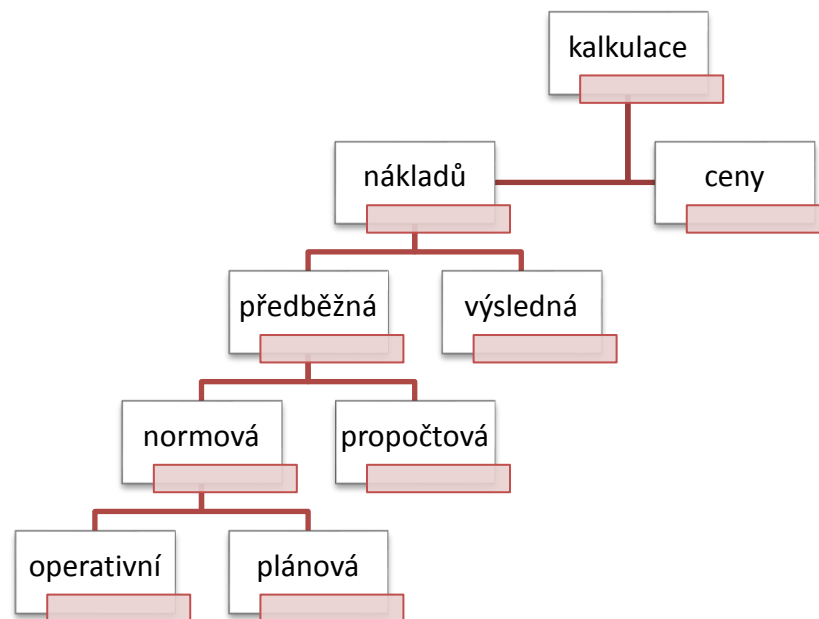 kalkulace
nákladů
ceny
předběžná
výsledná
normová
propočtová
operativní
plánová